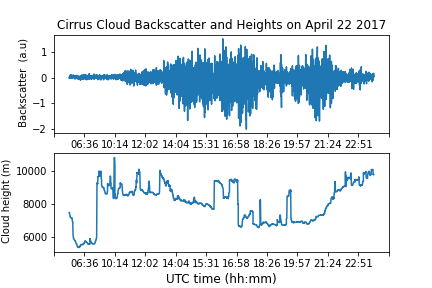 Cirrus Cloud Backscatter and Heights on April 22 2017
Backscatter (a.u)
1
0
−1
−2
06:36 10:14 12:02 14:04 15:31 16:58 18:26 19:57 21:24 22:51
Cloud height (m)
10000
8000
6000
06:36 10:14 12:02 14:04 15:31 16:58 18:26 19:57 21:24 22:51
UTC time (hh:mm)